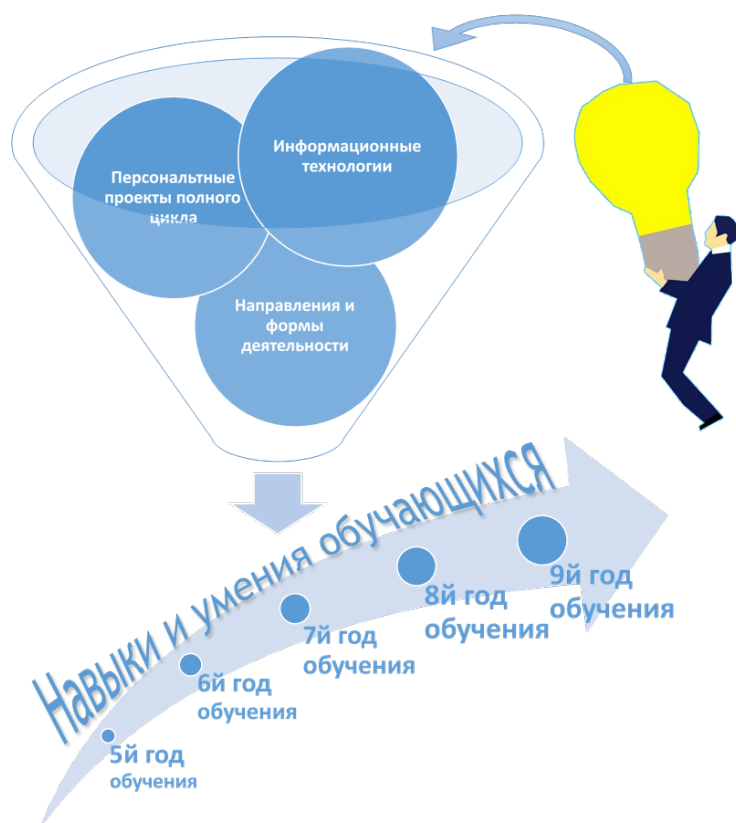 Информационные
технологии
Персональтные
проекты полного
цикла
Направления и
формы
деятельности
Навыки и умения обучающихся
5й год
обучения
6й год
обучения
7й год
обучения
8й год
обучения
9й год
обучения